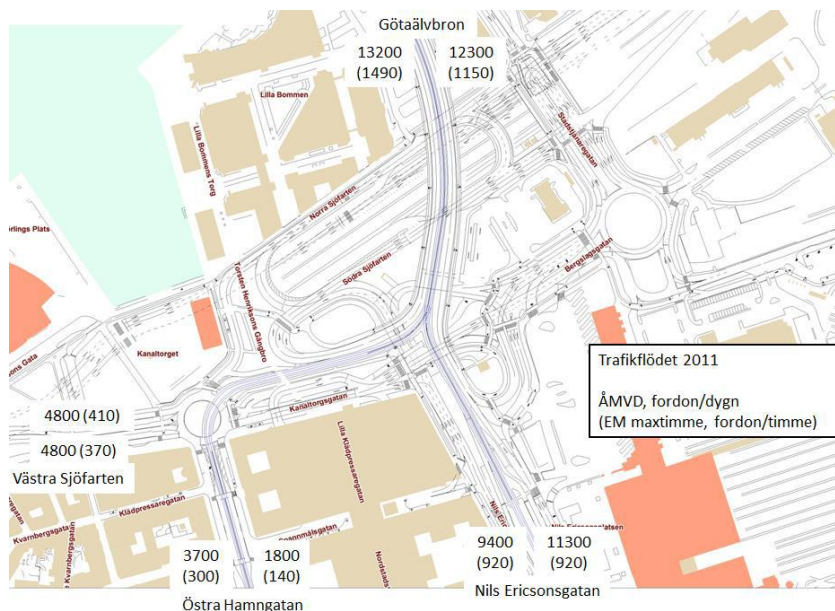 Götaälvbron
13200
(1490)
12300
(1150)
Lilla Bommen
Stadstjänaregatan
Lilla Bommens Torg
Norra Sjöfarten
Södra Sjöfarten
Bergslagsgatan
Torsten Henriksons Gångbro
Kanaltorget
Trafikflödet 2011
ÅMVD, fordon/dygn
(EM maxtimme, fordon/timme)
4800 (410)
4800 (370)
Västra Sjöfarten
Kanaltorgsgatan
Lilla Klädpressaregatan
Klädpressaregatan
Kvarnbergsgatan
3700
(300)
1800
(140)
Östra Hamngatan
9400
(920)
11300
(920)
Nils Ericsonsgatan